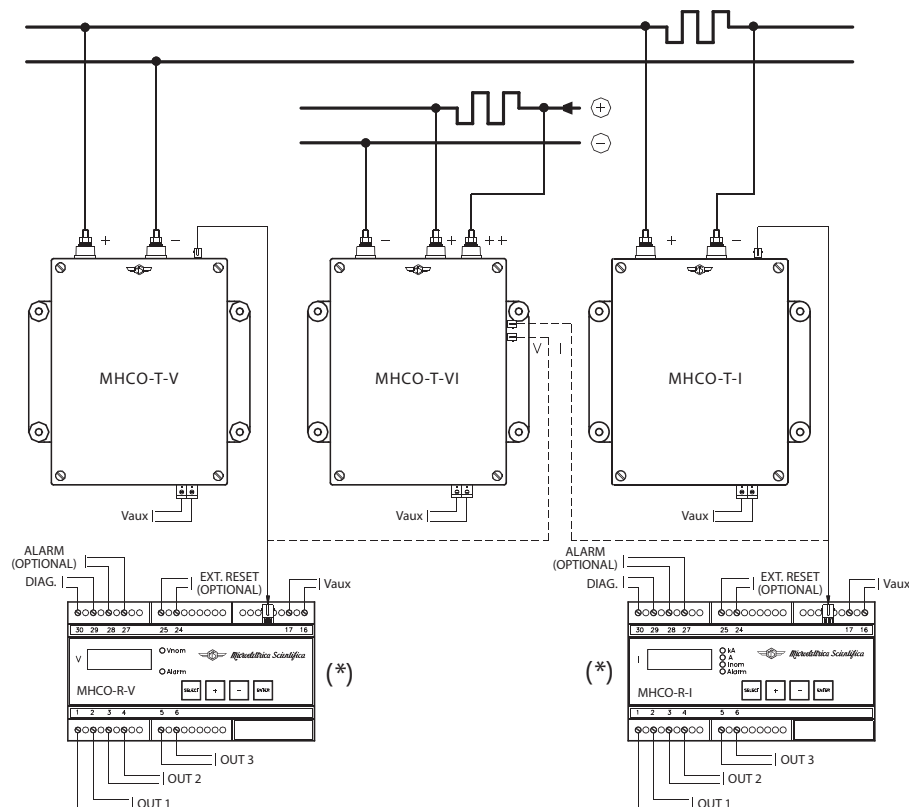 +
−
+
−
−
+
++
+
−
MHCO-T-V
MHCO-T-VI
V
I
MHCO-T-I
Vaux
Vaux
Vaux
ALARM
(OPTIONAL)
DIAG.
EXT. RESET
(OPTIONAL)
Vaux
30 29 28 27 25 24 17 16
V
Vnom
Alarm
Microelettrica Scientifica
MHCO-R-V
SELECT + − ENTER
1 2 3 4 5 6
(*)
OUT 3
OUT 2
OUT 1
ALARM
(OPTIONAL)
DIAG.
EXT. RESET
(OPTIONAL)
Vaux
(*)
30 29 28 27 25 24 17 16
I
kA
A
Inom
Alarm
Microelettrica Scientifica
MHCO-R-I
SELECT + − ENTER
1 2 3 4 5 6
OUT 3
OUT 2
OUT 1